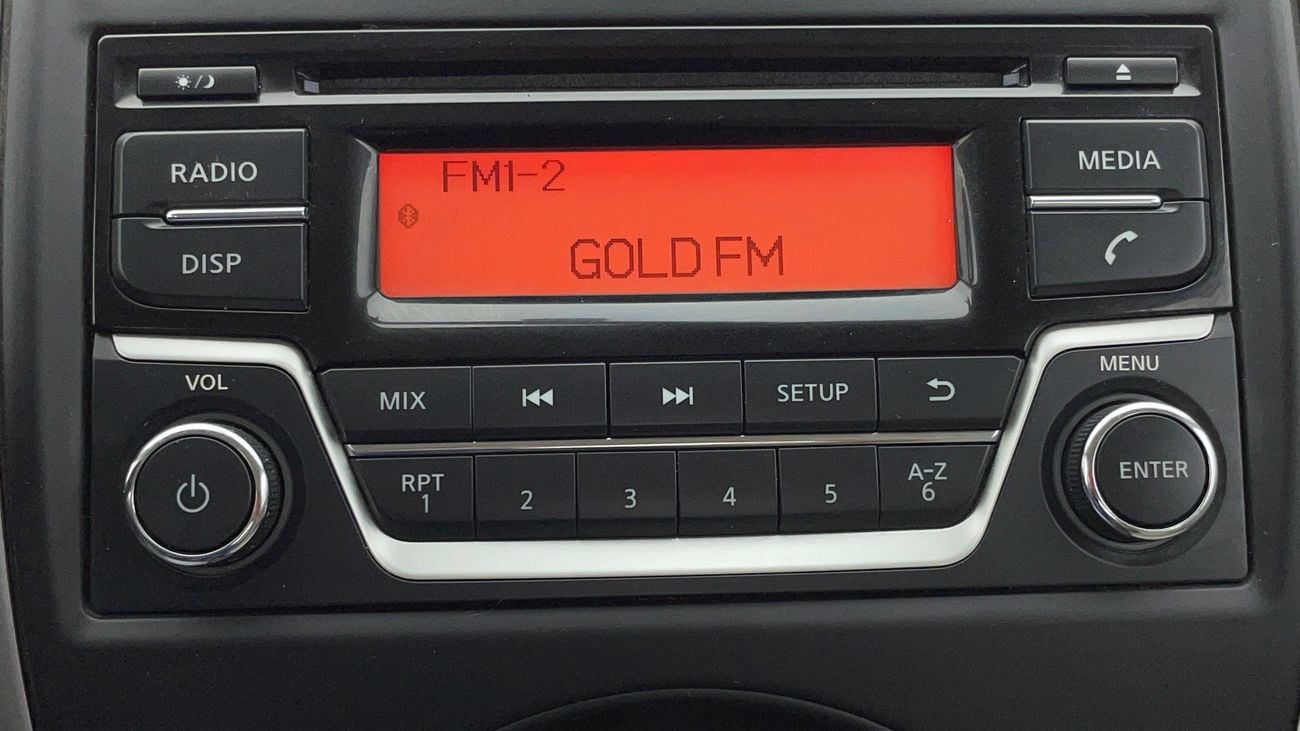 RADIO
DISP
FM1-2
GOLD FM
MEDIA
VOL
MENU
MIX
SETUP
ENTER
RPT
1
2
3
4
5
A-Z
6